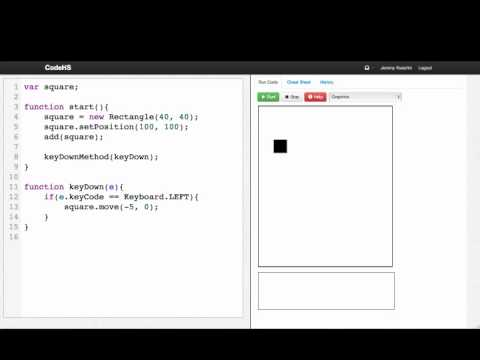 CodeHS
Jeremy Keeshin Logout
1 var square;
2
3 function start(){
4 square = new Rectangle(40, 40);
5 square.setPosition(100, 100);
6 add(square);
7
8 keyDownMethod(keyDown);
9 }
10
11 function keyDown(e){
12 if(e.keyCode == Keyboard.LEFT){
13 square.move(-5, 0);
14 }
15 }
16
Run Code Cheat Sheet History
Run Stop Help Graphics